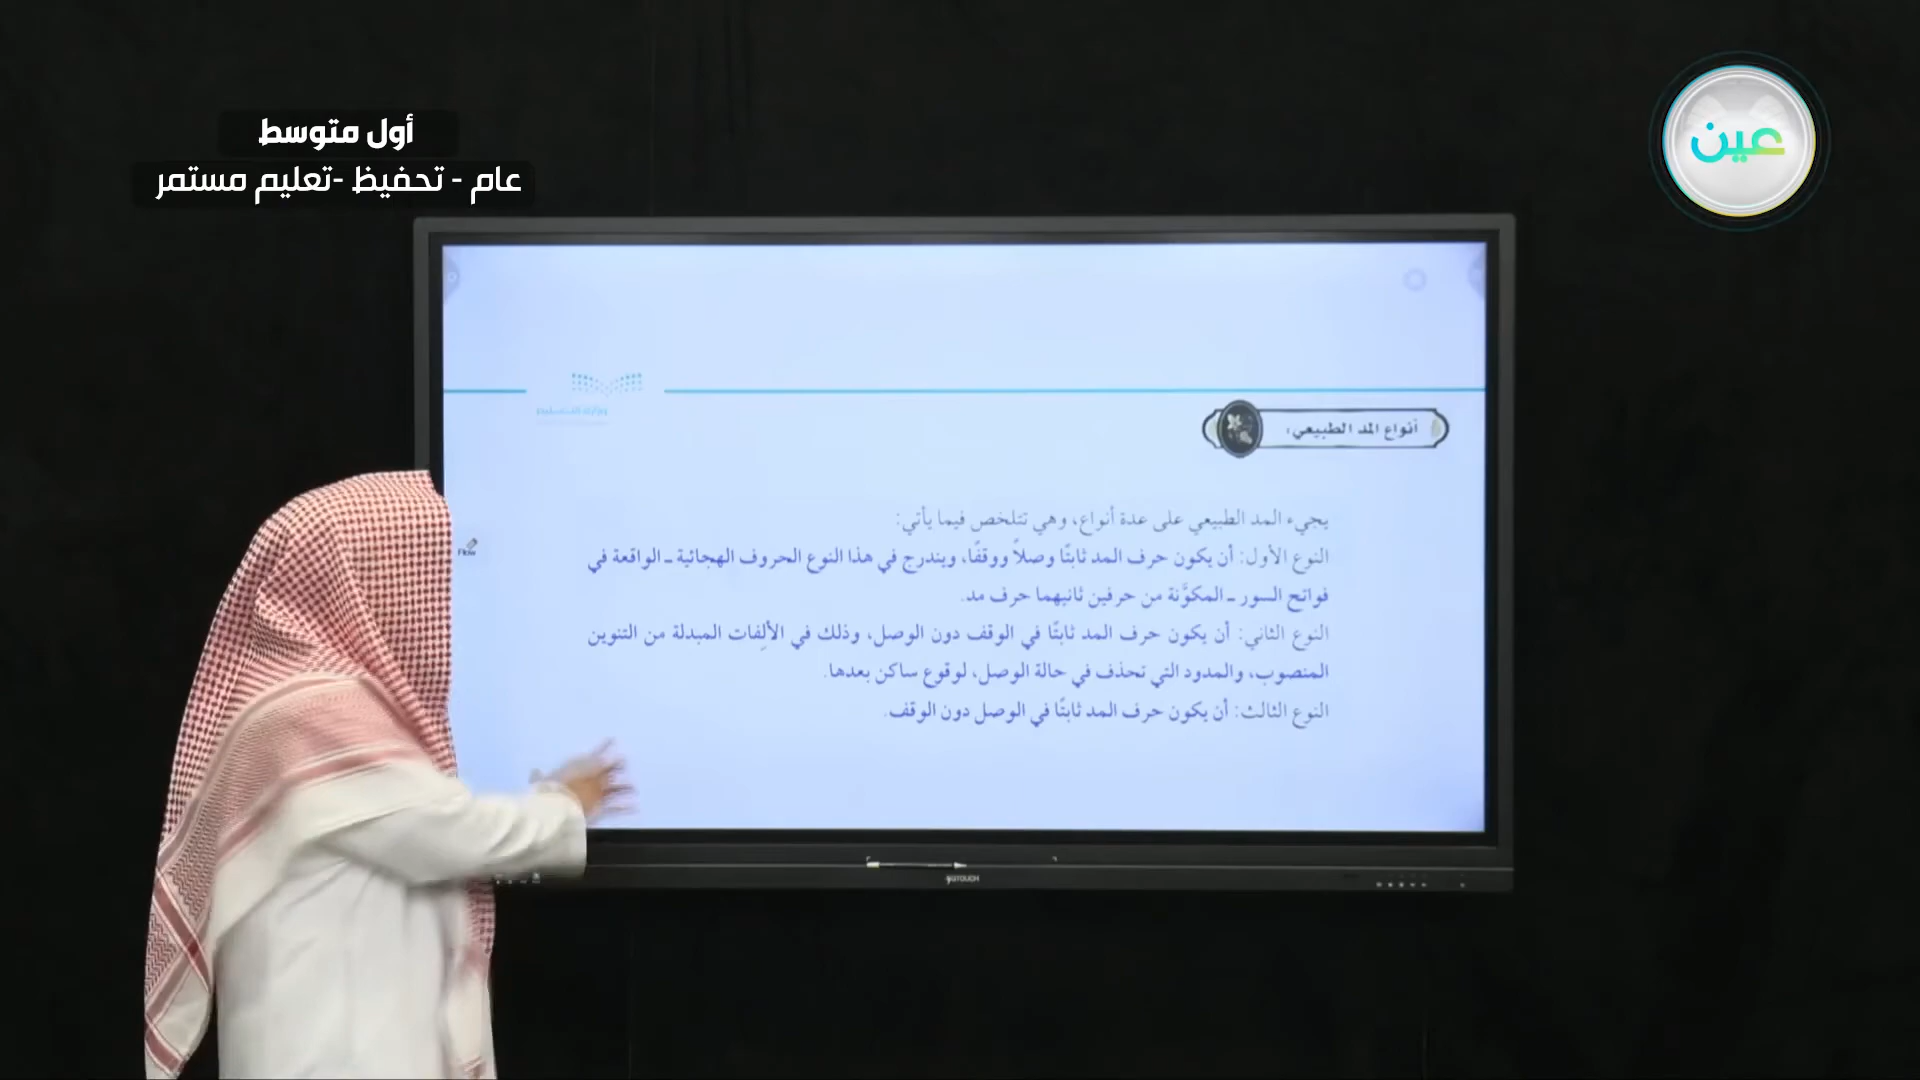 أول متوسط
عام - تحفيظ -تعليم مستمر
عين
أنواع المد الطبيعي:
يجيء المد الطبيعي على عدة أنواع، وهي تتلخص فيما يأتي:
النوع الأول: أن يكون حرف المد ثابتًا وصلاً ووقفًا، ويندرج في هذا النوع الحروف الهجائية ـ الواقعة في
فواتح السور ـ المكوَّنة من حرفين ثانيهما حرف مد.
النوع الثاني: أن يكون حرف المد ثابتًا في الوقف دون الوصل، وذلك في الألِفات المبدلة من التنوين
المنصوب، والمدود التي تحذف في حالة الوصل، لوقوع ساكن بعدها.
النوع الثالث: أن يكون حرف المد ثابتًا في الوصل دون الوقف.